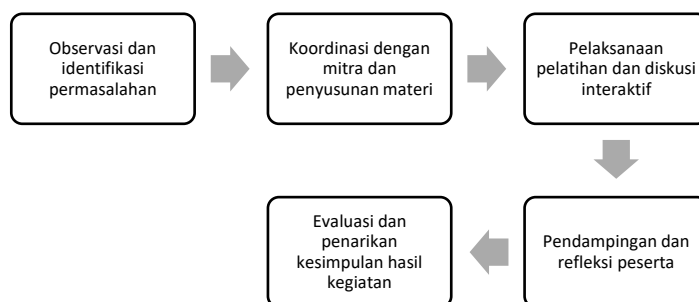 Observasi dan
identifikasi
permasalahan
Koordinasi dengan
mitra dan
penyusunan materi
Pelaksanaan
pelatihan dan diskusi
interaktif
Pendampingan dan
refleksi peserta
Evaluasi dan
penarikan
kesimpulan hasil
kegiatan